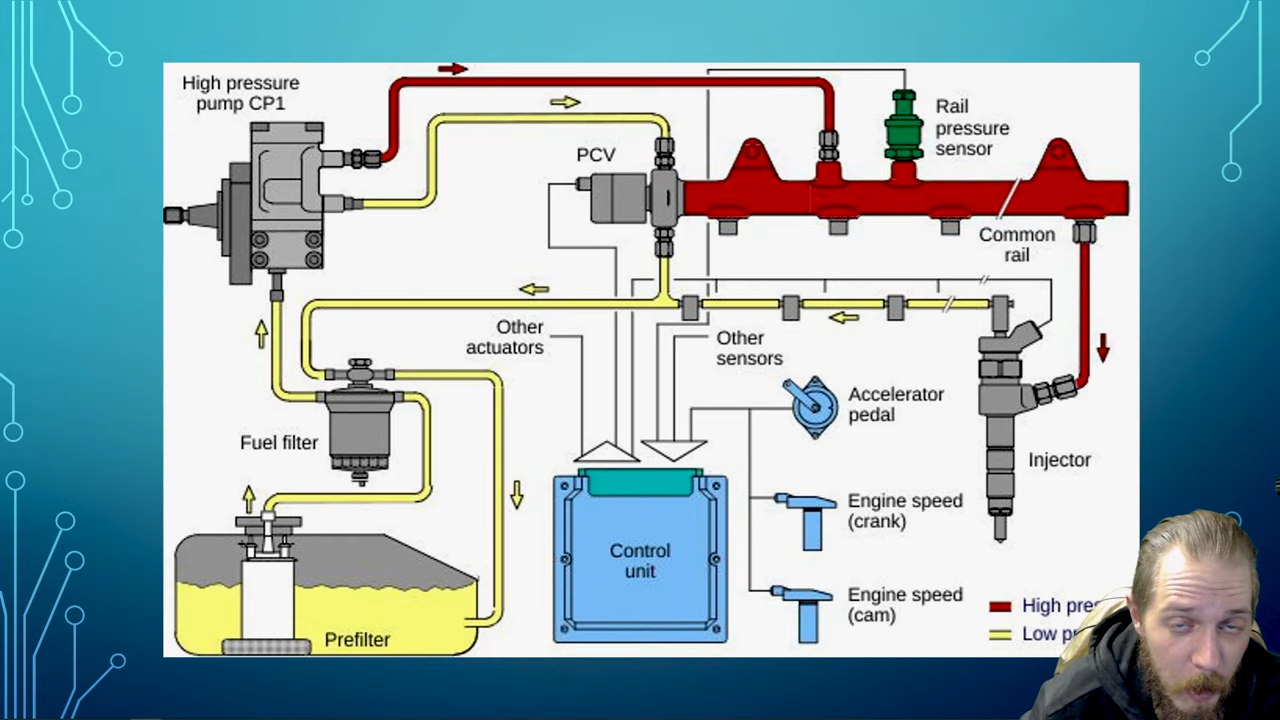 High pressure
pump CP1
PCV
Rail
pressure
sensor
Common
rail
Other
actuators
Other
sensors
Accelerator
pedal
Fuel filter
Injector
Engine speed
(crank)
Control
unit
Engine speed
(cam)
Prefilter
High
Low